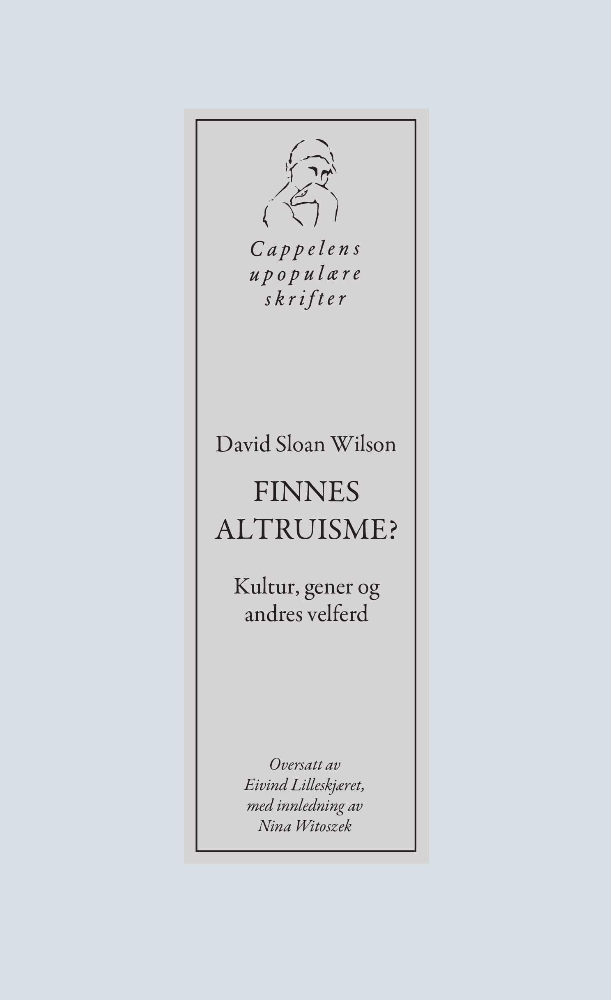 Cappelens
upopulære
skrifter
David Sloan Wilson
FINNES
ALTRUISME?
Kultur, gener og
andres velferd
Oversatt av
Eivind Lilleskjæret,
med innledning av
Nina Witoszek